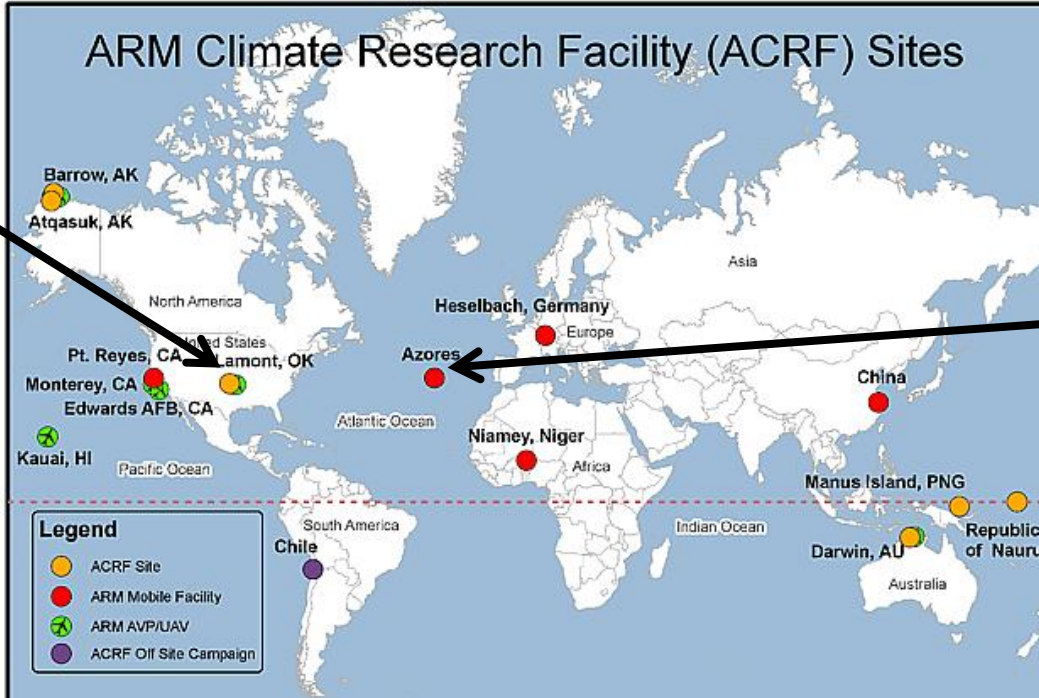 ARM Climate Research Facility (ACRF) Sites
Barrow, AK
Atqasuk, AK
North America
United States
Pt. Reyes, CA
Lamont, OK
Monterey, CA
Edwards AFB, CA
Kauai, HI
Pacific Ocean
Atlantic Ocean
Azores
Heselbach, Germany
Europe
Asia
China
Niamey, Niger
Africa
Manus Island, PNG
Republic
of Nauru
Indian Ocean
Darwin, AU
Australia
South America
Chile
Legend
ACRF Site
ARM Mobile Facility
ARM AVP/UAV
ACRF Off Site Campaign